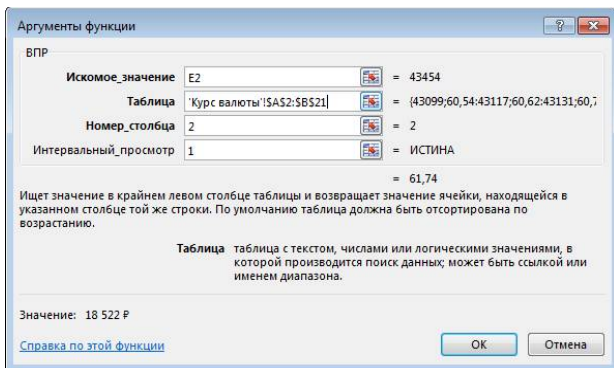 Аргументы функции
ВПР
Искомое_значение E2 = 43454
Таблица 'Курс валюты'!$A$2:$B$21 = {43099;60,54:43117;60,62:43131;60,7
Номер_столбца 2 = 2
Интервальный_просмотр 1 = ИСТИНА
= 61,74
Ищет значение в крайнем левом столбце таблицы и возвращает значение ячейки, находящейся в
указанном столбце той же строки. По умолчанию таблица должна быть отсортирована по
возрастанию.
Таблица таблица с текстом, числами или логическими значениями, в
которой производится поиск данных; может быть ссылкой или
именем диапазона.
Значение: 18 522 ₽
Справка по этой функции
ОК
Отмена